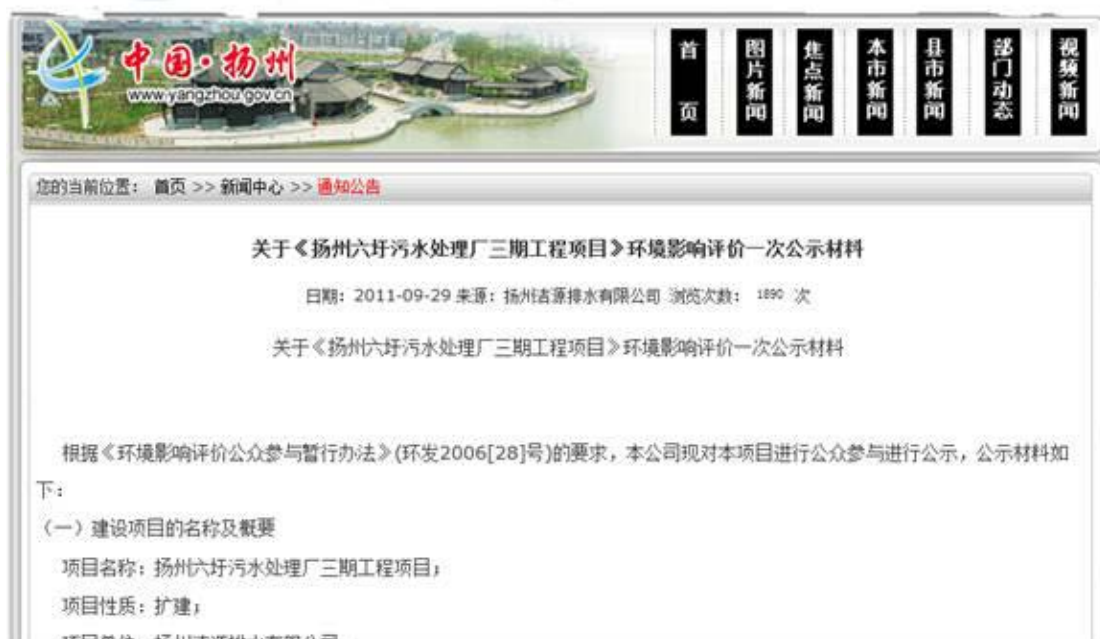 中国·扬州
www.yangzhou.gov.cn
首页
图片新闻
焦点新闻
本市新闻
县市新闻
部门动态
视频新闻
您的当前位置： 首页 >> 新闻中心 >> 通知公告
关于《扬州六圩污水处理厂三期工程项目》环境影响评价一次公示材料
日期：2011-09-29 来源：扬州洁源排水有限公司 浏览次数： 1890 次
关于《扬州六圩污水处理厂三期工程项目》环境影响评价一次公示材料
根据《环境影响评价公众参与暂行办法》(环发2006[28]号)的要求，本公司现对本项目进行公众参与进行公示，公示材料如
下：
（一）建设项目的名称及概要
项目名称：扬州六圩污水处理厂三期工程项目；
项目性质：扩建；